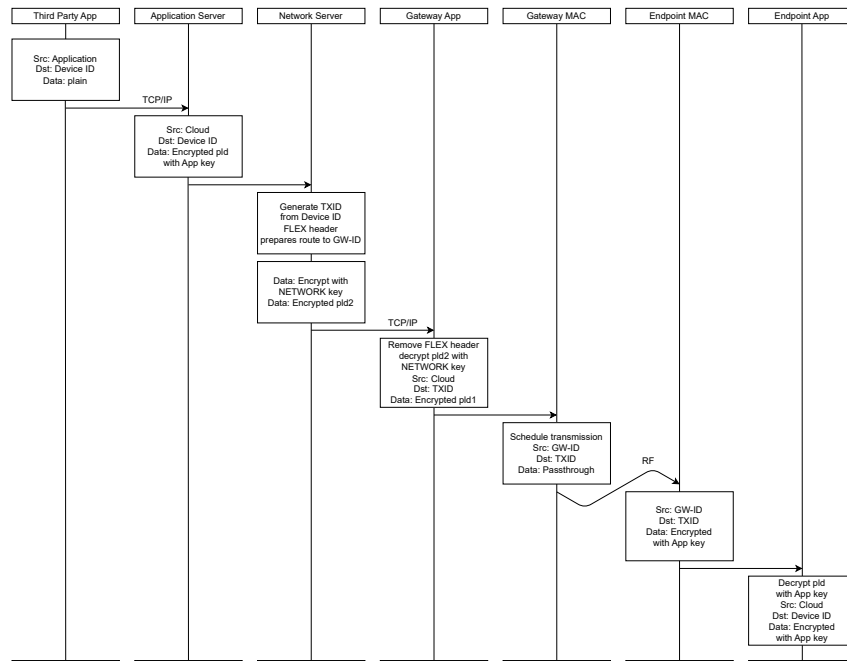 Third Party App
Application Server
Network Server
Gateway App
Gateway MAC
Endpoint MAC
Endpoint App
Src: Application
Dst: Device ID
Data: plain
TCP/IP
Src: Cloud
Dst: Device ID
Data: Encrypted pld
with App key
Generate TXID
from Device ID
FLEX header
prepares route to GW-ID
Data: Encrypt with
NETWORK key
Data: Encrypted pld2
TCP/IP
Remove FLEX header
decrypt pld2 with
NETWORK key
Src: Cloud
Dst: TXID
Data: Encrypted pld1
Schedule transmission
Src: GW-ID
Dst: TXID
Data: Passthrough
RF
Src: GW-ID
Dst: TXID
Data: Encrypted
with App key
Decrypt pld
with App key
Src: Cloud
Dst: Device ID
Data: Encrypted
with App key